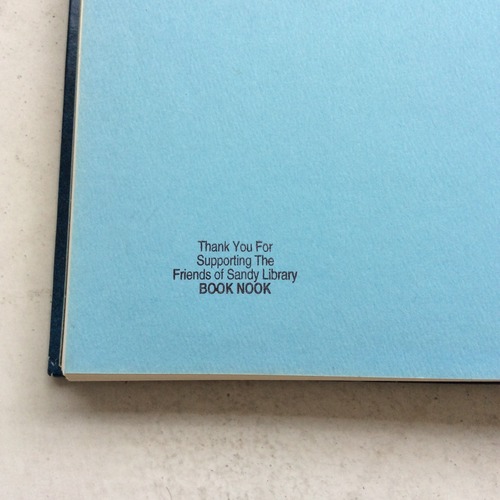 Thank You For
Supporting The
Friends of Sandy Library
BOOK NOOK